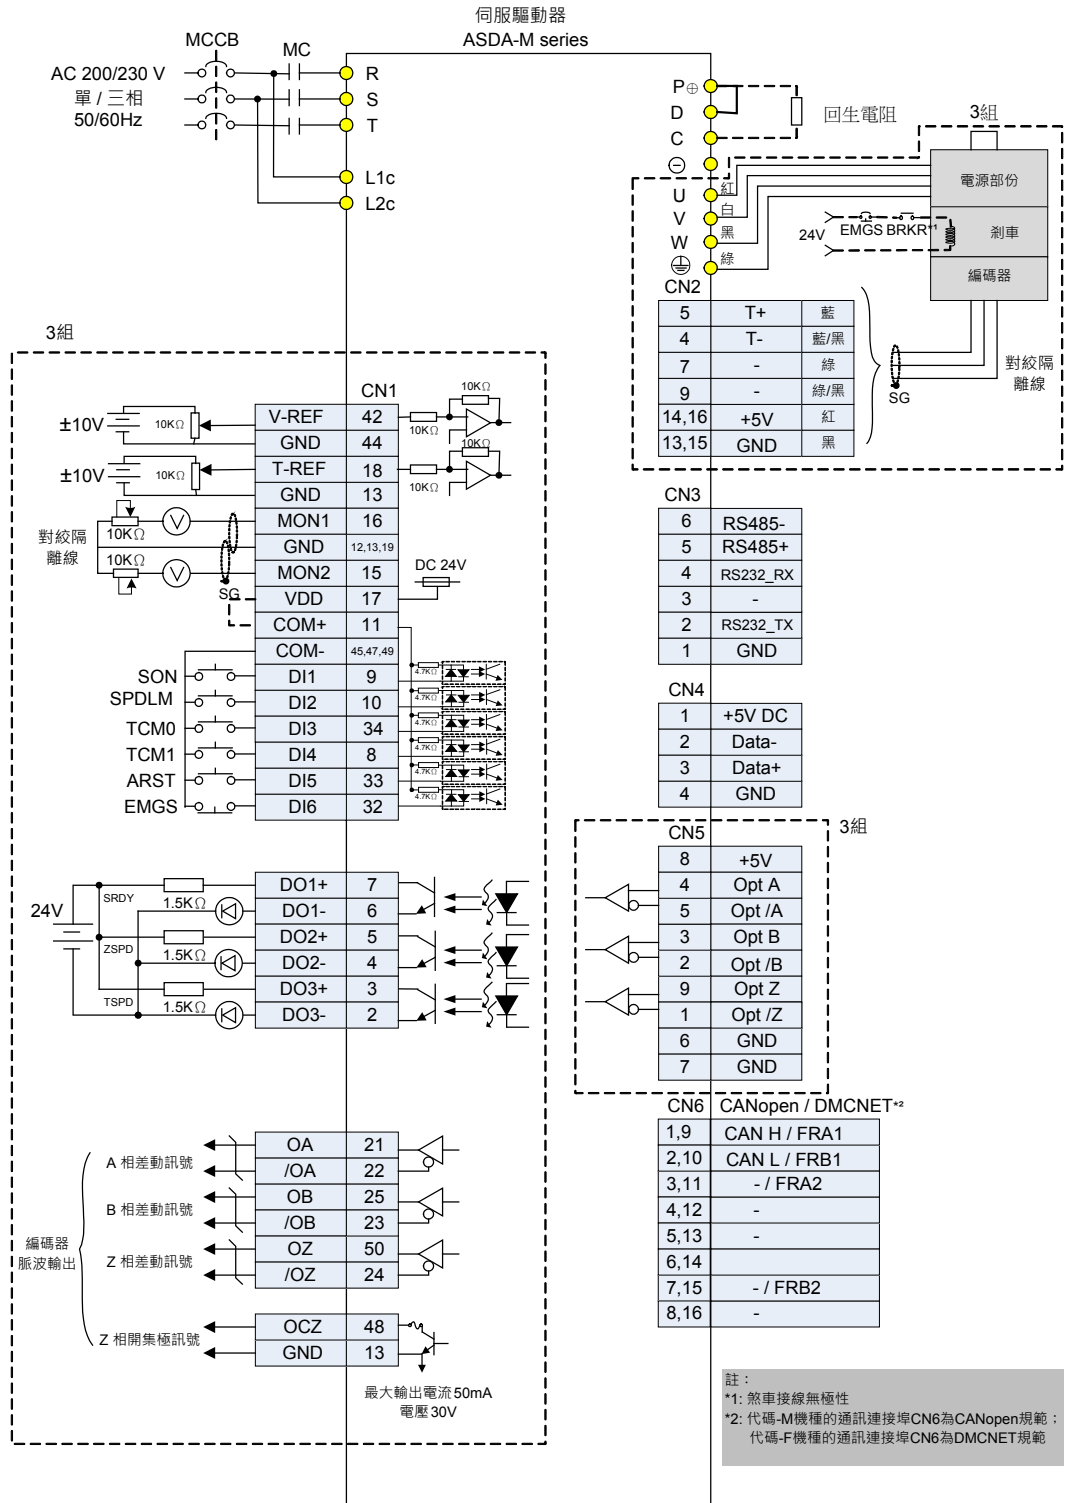 伺服驅動器
ASDA-M series
MCCB
MC
AC 200/230 V
單 / 三相
50/60Hz
R
S
T
L1c
L2c
P⊕
D
C
⊖
U
V
W
回生電阻
3組
紅
白
黑
綠
24V
EMGS BRKR*¹
電源部份
剎車
編碼器
CN2
5 T+ 藍
4 T- 藍/黑
7 - 綠
9 - 綠/黑
14,16 +5V 紅
13,15 GND 黑
SG
對絞隔
離線
3組
CN1
±10V
10KΩ
V-REF 42
10KΩ
10KΩ
GND 44
±10V
10KΩ
T-REF 18
10KΩ
10KΩ
GND 13
對絞隔
離線
10KΩ
V
MON1 16
GND 12,13,19
10KΩ
V
MON2 15
SG
DC 24V
VDD 17
COM+ 11
COM- 45,47,49
SON DI1 9 4.7KΩ
SPDLM DI2 10 4.7KΩ
TCM0 DI3 34 4.7KΩ
TCM1 DI4 8 4.7KΩ
ARST DI5 33 4.7KΩ
EMGS DI6 32 4.7KΩ
24V
SRDY
1.5KΩ
DO1+ 7
DO1- 6
ZSPD
1.5KΩ
DO2+ 5
DO2- 4
TSPD
1.5KΩ
DO3+ 3
DO3- 2
編碼器
脈波輸出
A 相差動訊號
OA 21
/OA 22
B 相差動訊號
OB 25
/OB 23
Z 相差動訊號
OZ 50
/OZ 24
Z 相開集極訊號
OCZ 48
GND 13
最大輸出電流50mA
電壓30V
CN3
6 RS485-
5 RS485+
4 RS232_RX
3 -
2 RS232_TX
1 GND
CN4
1 +5V DC
2 Data-
3 Data+
4 GND
3組
CN5
8 +5V
4 Opt A
5 Opt /A
3 Opt B
2 Opt /B
9 Opt Z
1 Opt /Z
6 GND
7 GND
CN6 CANopen / DMCNET*²
1,9 CAN H / FRA1
2,10 CAN L / FRB1
3,11 - / FRA2
4,12 -
5,13 -
6,14
7,15 - / FRB2
8,16 -
註：
*1: 煞車接線無極性
*2: 代碼-M機種的通訊連接埠CN6為CANopen規範；
代碼-F機種的通訊連接埠CN6為DMCNET規範